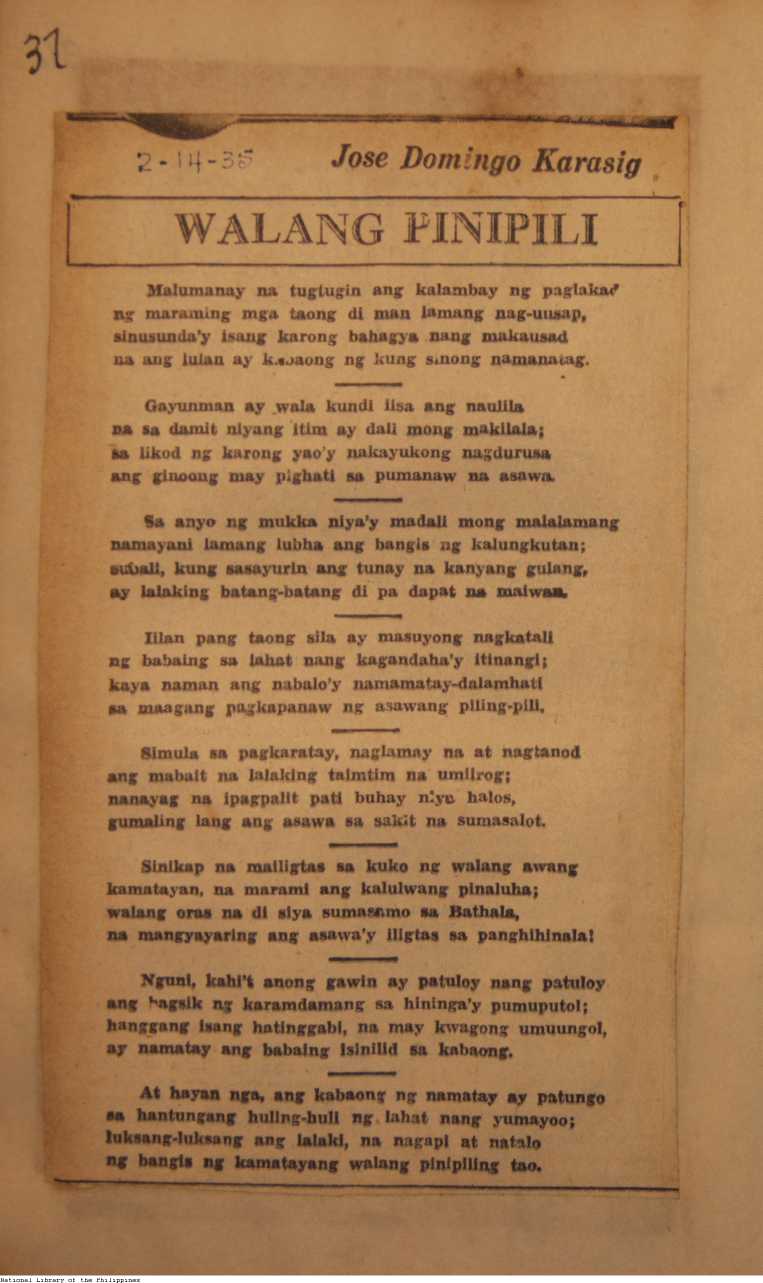 37
2-14-35
Jose Domingo Karasig
WALANG PINIPILI
Malumanay na tugtugin ang kalambay ng paglakad
ng maraming mga taong di man lamang nag-uusap,
sinusunda'y isang karong bahagya nang makausad
na ang lulan ay kabaong ng kung sinong namanatag.
Gayunman ay wala kundi iisa ang naulila
na sa damit niyang itim ay dali mong makilala;
sa likod ng karong yao'y nakayukong nagdurusa
ang ginoong may pighati sa pumanaw na asawa.
Sa anyo ng mukka niya'y madali mong malalamang
namayani lamang lubha ang bangis ng kalungkutan;
subali, kung sasayurin ang tunay na kanyang gulang,
ay lalaking batang-batang di pa dapat na maiwan.
Iilan pang taong sila ay masuyong nagkatali
ng babaing sa lahat nang kagandaha'y itinangi;
kaya naman ang nabalo'y namamatay-dalamhati
sa maagang pagkapanaw ng asawang piling-pili.
Simula sa pagkaratay, naglamay na at nagtanod
ang mabait na lalaking taimtim na umiirog;
nanayag na ipagpalit pati buhay niya halos,
gumaling lang ang asawa sa sakit na sumasalot.
Sinikap na mailigtas sa kuko ng walang awang
kamatayan, na marami ang kalulwang pinaluha;
walang oras na di siya sumasamo sa Bathala,
na mangyayaring ang asawa'y iligtas sa panghihinala!
Nguni, kahi't anong gawin ay patuloy nang patuloy
ang bagsik ng karamdamang sa hininga'y pumuputol;
hanggang isang hatinggabi, na may kwagong umuungol,
ay namatay ang babaing isinilid sa kabaong.
At hayan nga, ang kabaong ng namatay ay patungo
sa hantungang huling-huli ng lahat nang yumayoo;
luksang-luksang ang lalaki, na nagapi at natalo
ng bangis ng kamatayang walang pinipiling tao.
National Library of the Philippines